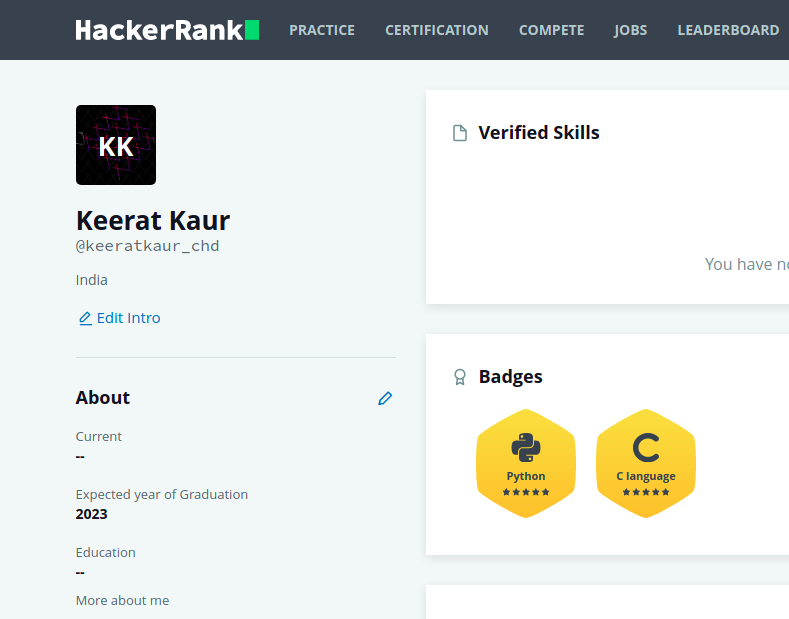 HackerRank
PRACTICE CERTIFICATION COMPETE JOBS LEADERBOARD
KK
Keerat Kaur
@keeratkaur_chd
India
Edit Intro
About
Current
--
Expected year of Graduation
2023
Education
--
More about me
Verified Skills
You have
Badges
Python
C language